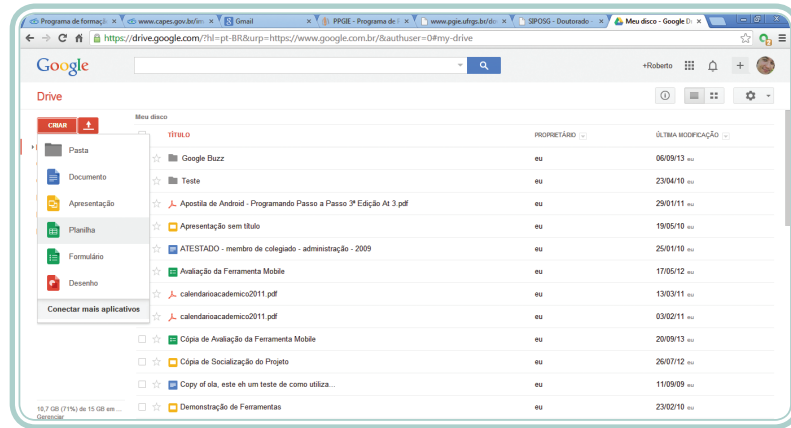 Programa de formaçã
www.capes.gov.br/im
Gmail
PPGIE - Programa de F
www.pgie.ufrgs.br/do
SIPOSG - Doutorado -
Meu disco - Google Dr
https://drive.google.com/?hl=pt-BR&urp=https://www.google.com.br/&authuser=0#my-drive
Google
+Roberto
Drive
Meu disco
CRIAR
TÍTULO PROPRIETÁRIO ÚLTIMA MODIFICAÇÃO
Pasta
Documento
Apresentação
Planilha
Formulário
Desenho
Conectar mais aplicativos
Google Buzz eu 06/09/13 eu
Teste eu 23/04/10 eu
Apostila de Android - Programando Passo a Passo 3ª Edição At 3.pdf eu 29/01/11 eu
Apresentação sem título eu 19/05/10 eu
ATESTADO - membro de colegiado - administração - 2009 eu 25/01/10 eu
Avaliação da Ferramenta Mobile eu 17/05/12 eu
calendarioacademico2011.pdf eu 13/03/11 eu
calendarioacademico2011.pdf eu 03/02/11 eu
Cópia de Avaliação da Ferramenta Mobile eu 20/09/13 eu
Cópia de Socialização do Projeto eu 26/07/12 eu
Copy of ola, este eh um teste de como utiliza... eu 11/09/09 eu
Demonstração de Ferramentas eu 23/02/10 eu
10,7 GB (71%) de 15 GB em ...
Gerenciar